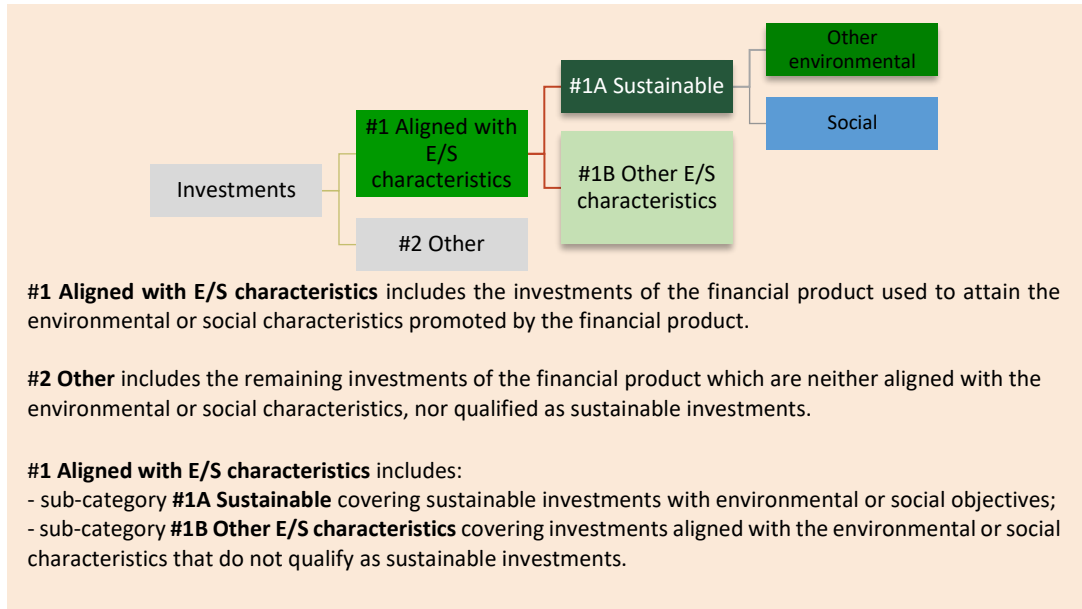 Other
environmental
#1A Sustainable
Social
#1 Aligned with
E/S
characteristics
#1B Other E/S
characteristics
Investments
#2 Other
#1 Aligned with E/S characteristics includes the investments of the financial product used to attain the
environmental or social characteristics promoted by the financial product.
#2 Other includes the remaining investments of the financial product which are neither aligned with the
environmental or social characteristics, nor qualified as sustainable investments.
#1 Aligned with E/S characteristics includes:
- sub-category #1A Sustainable covering sustainable investments with environmental or social objectives;
- sub-category #1B Other E/S characteristics covering investments aligned with the environmental or social
characteristics that do not qualify as sustainable investments.